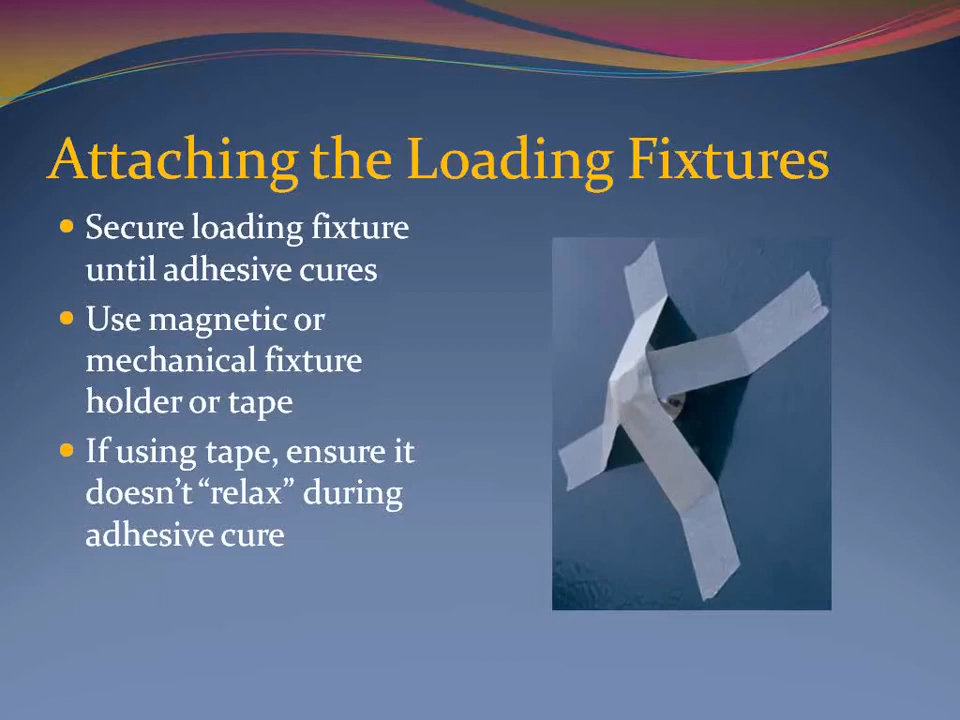 Attaching the Loading Fixtures
Secure loading fixture
until adhesive cures
Use magnetic or
mechanical fixture
holder or tape
If using tape, ensure it
doesn’t “relax” during
adhesive cure